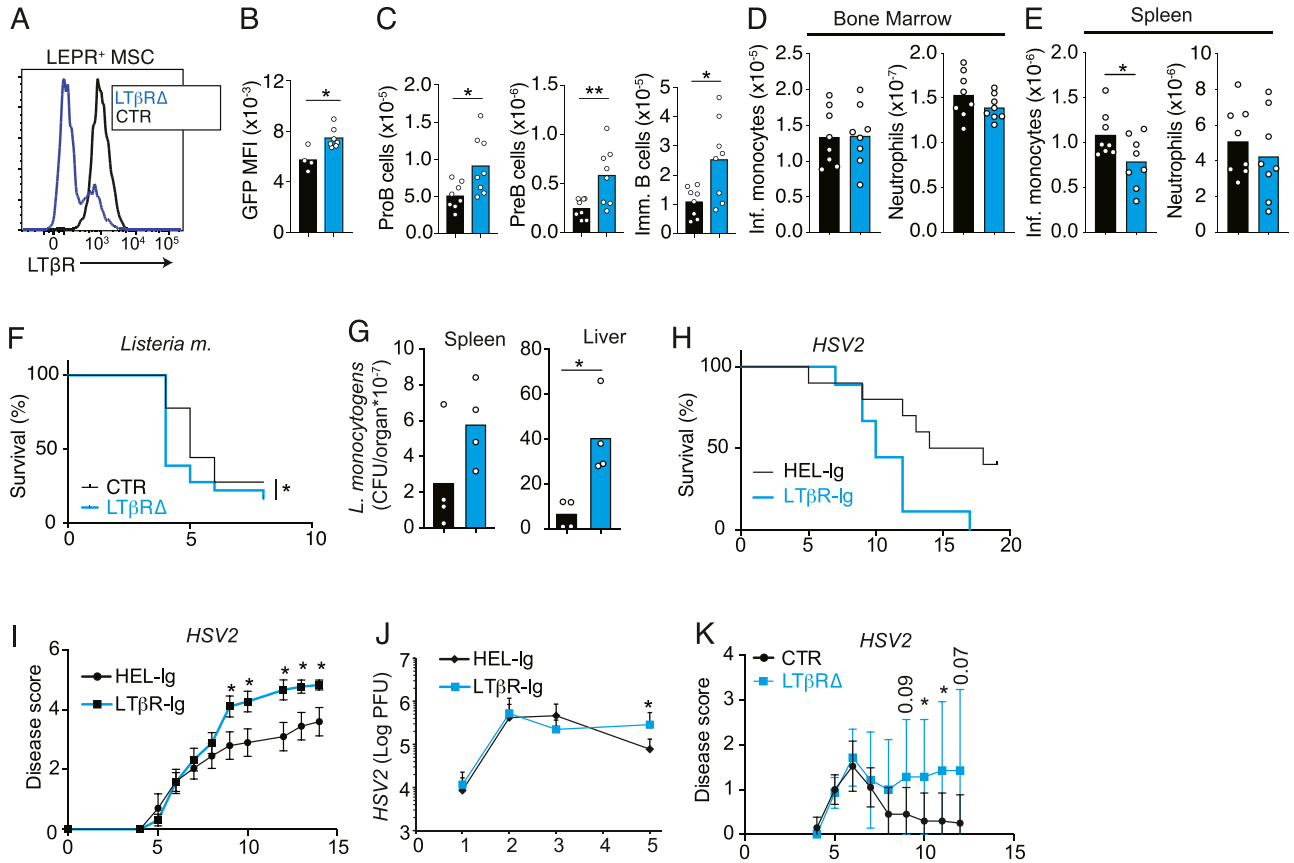 A
LEPR⁺ MSC
LTβRΔ
CTR
0 10³ 10⁴ 10⁵
LTβR
B
GFP MFI (x10⁻³)
10.0
7.5
5.0
2.5
0.0
*
C
ProB cells (x10⁻⁵)
2.0
1.5
1.0
5.0
0.0
*
PreB cells (x10⁻⁶)
1.5
1.0
0.5
0.0
**
Imm. B cells (x10⁻⁵)
5
4
3
2
1
0
*
D
Bone Marrow
Inf. monocytes (x10⁻⁵)
2.5
2.0
1.5
1.0
0.5
0.0
Neutrophils (x10⁻⁷)
2.0
1.5
1.0
0.5
0.0
E
Spleen
Inf. monocytes (x10⁻⁶)
2.0
1.5
1.0
0.5
0.0
*
Neutrophils (x10⁻⁶)
10
8
6
4
2
0
F
Listeria m.
Survival (%)
100
50
0
CTR
LTβRΔ
*
0 5 10
G
L. monocytogens
(CFU/organ*10⁻⁷)
Spleen
10
8
6
4
2
0
Liver
80
60
40
20
0
*
H
HSV2
Survival (%)
100
50
0
HEL-Ig
LTβR-Ig
0 5 10 15 20
I
HSV2
Disease score
6
4
2
0
HEL-Ig
LTβR-Ig
* * * * *
0 5 10 15
J
HSV2 (Log PFU)
7
6
5
4
3
HEL-Ig
LTβR-Ig
*
1 2 3 4 5
K
HSV2
Disease score
4
3
2
1
0
CTR
LTβRΔ
0.09
*
*
0.07
0 5 10 15